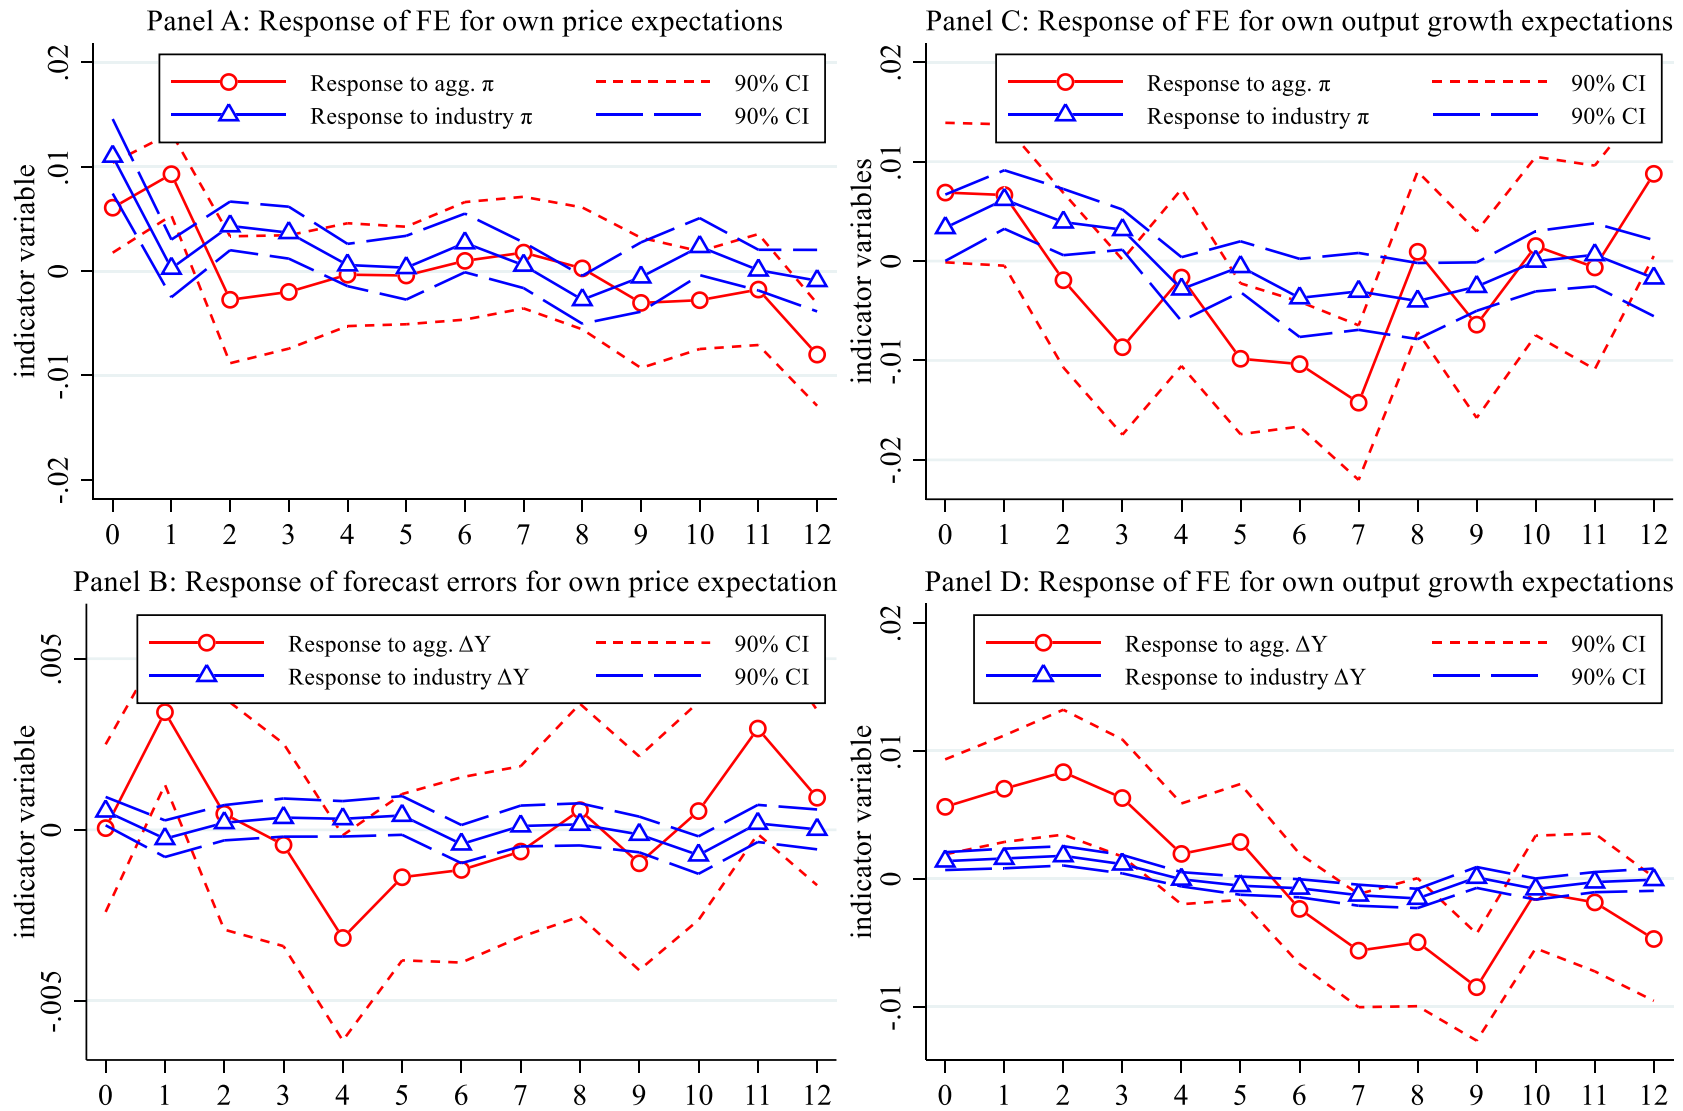 Panel A: Response of FE for own price expectations
Response to agg. π 90% CI
Response to industry π 90% CI
indicator variable
.02
.01
0
-.01
-.02
0 1 2 3 4 5 6 7 8 9 10 11 12
Panel C: Response of FE for own output growth expectations
Response to agg. π 90% CI
Response to industry π 90% CI
indicator variables
.02
.01
0
-.01
-.02
0 1 2 3 4 5 6 7 8 9 10 11 12
Panel B: Response of forecast errors for own price expectation
Response to agg. ΔY 90% CI
Response to industry ΔY 90% CI
indicator variable
.005
0
-.005
0 1 2 3 4 5 6 7 8 9 10 11 12
Panel D: Response of FE for own output growth expectations
Response to agg. ΔY 90% CI
Response to industry ΔY 90% CI
indicator variable
.02
.01
0
-.01
0 1 2 3 4 5 6 7 8 9 10 11 12